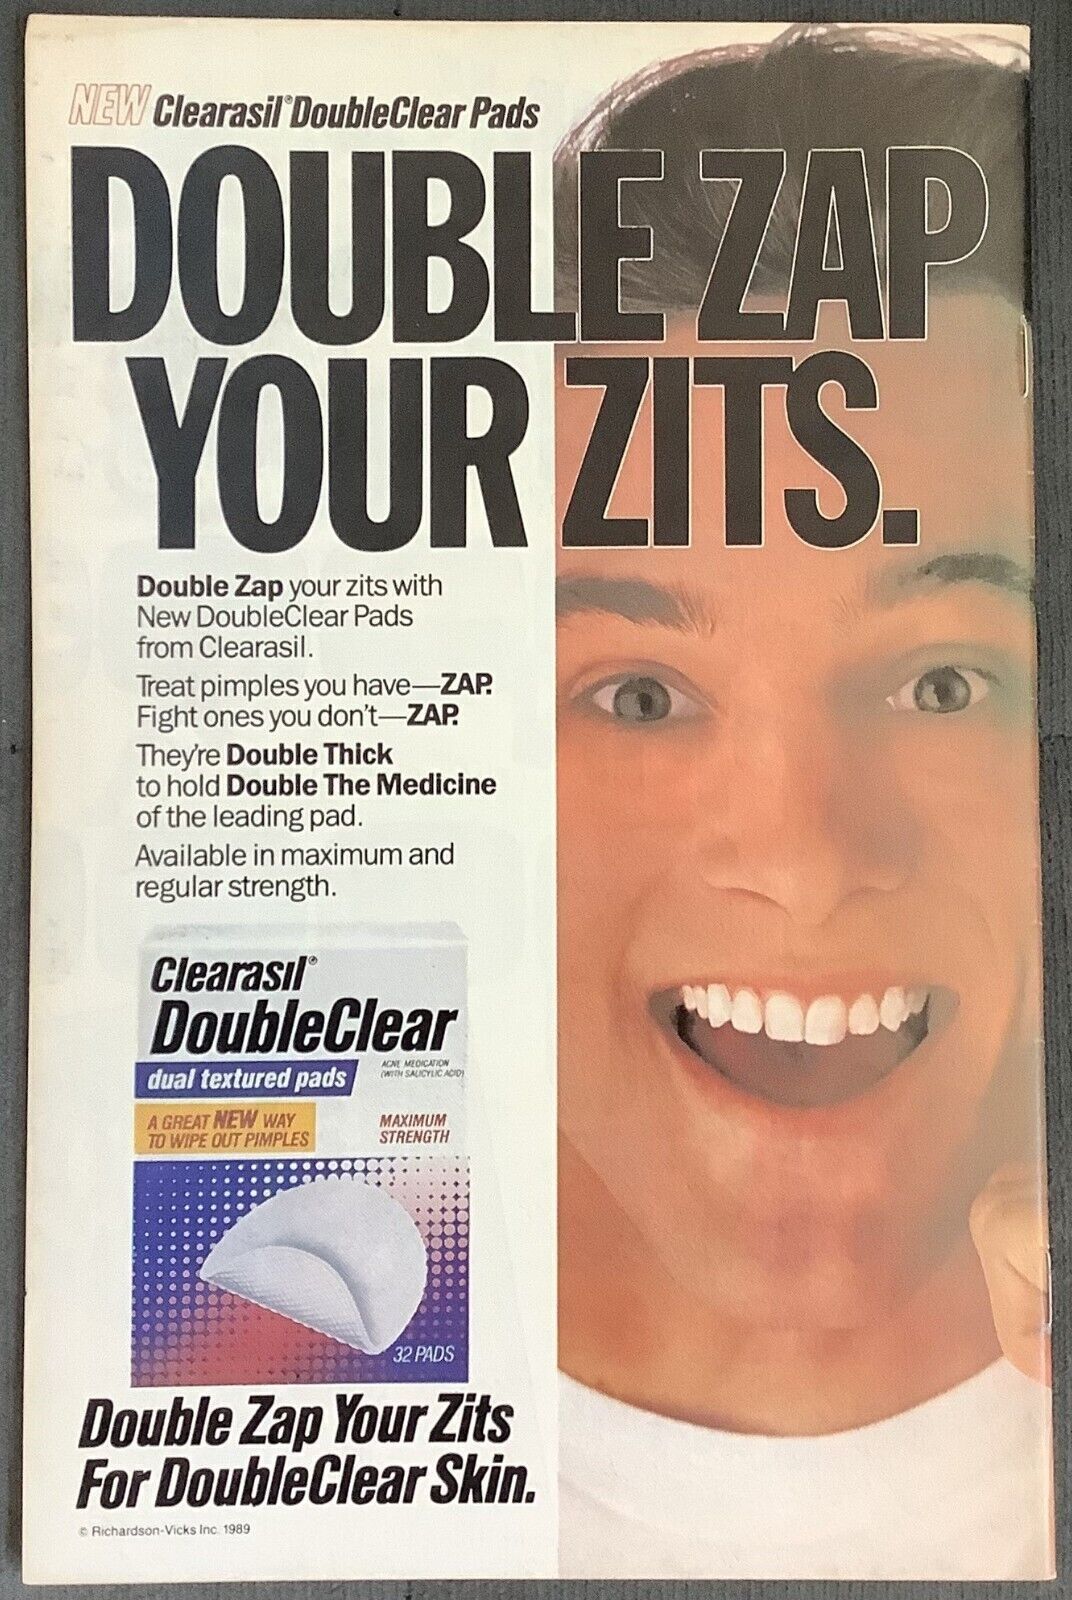 NEW Clearasil® DoubleClear Pads
DOUBLE ZAP
YOUR ZITS.
Double Zap your zits with
New DoubleClear Pads
from Clearasil.
Treat pimples you have—ZAP.
Fight ones you don't—ZAP.
They're Double Thick
to hold Double The Medicine
of the leading pad.
Available in maximum and
regular strength.
Clearasil®
DoubleClear
dual textured pads
ACNE MEDICATION
(WITH SALICYLIC ACID)
A GREAT NEW WAY
TO WIPE OUT PIMPLES
MAXIMUM
STRENGTH
32 PADS
Double Zap Your Zits
For DoubleClear Skin.
© Richardson-Vicks Inc. 1989